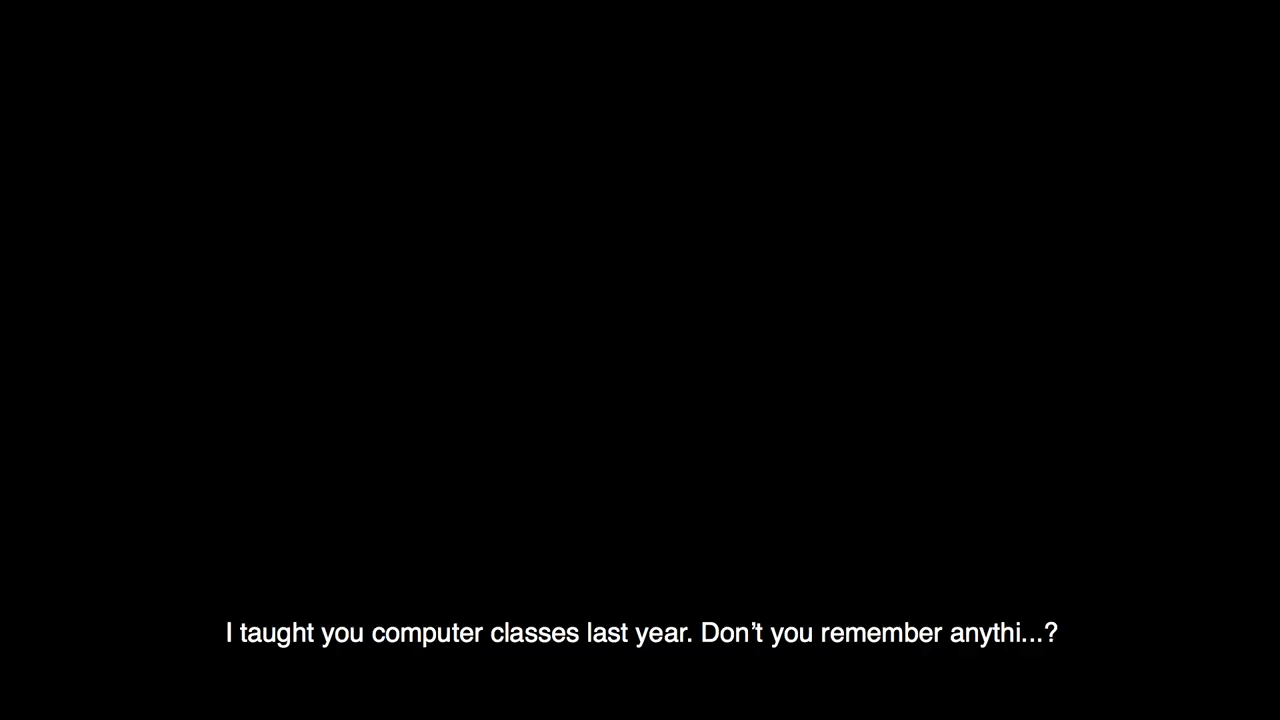 I taught you computer classes last year. Don’t you remember anythi...?